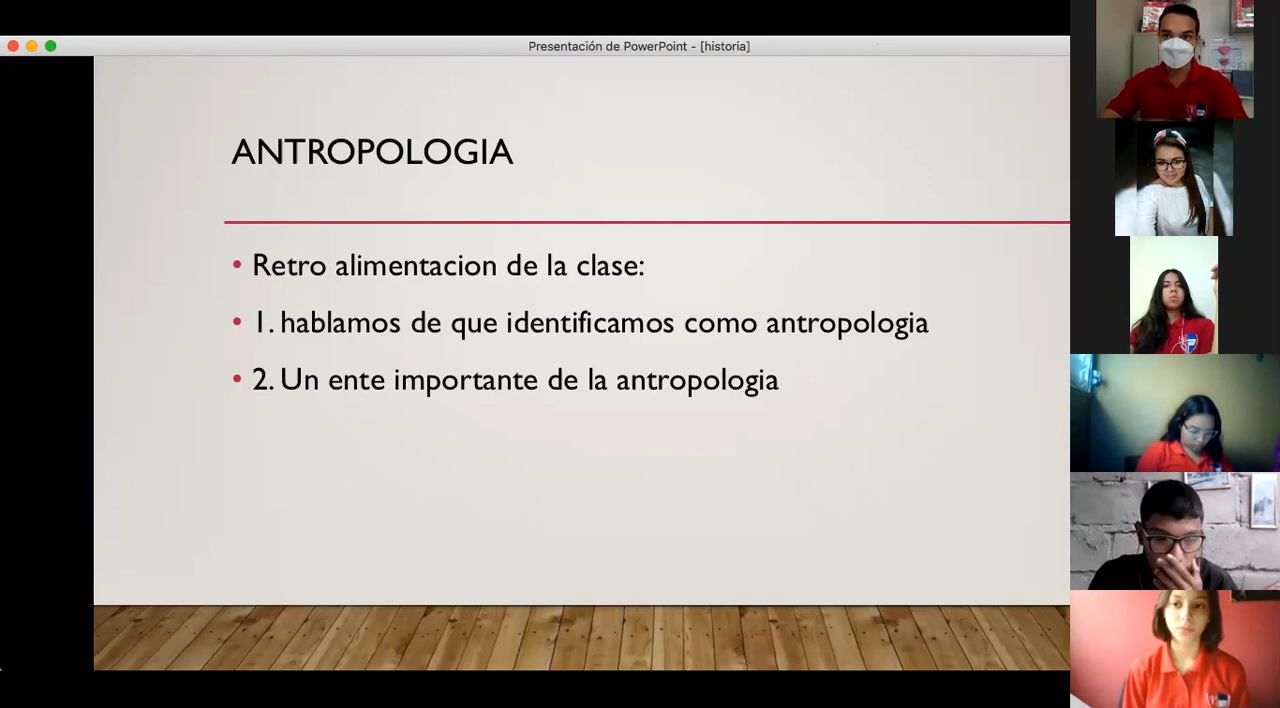 Presentación de PowerPoint - [historia]
ANTROPOLOGIA
• Retro alimentacion de la clase:
• 1. hablamos de que identificamos como antropologia
• 2. Un ente importante de la antropologia